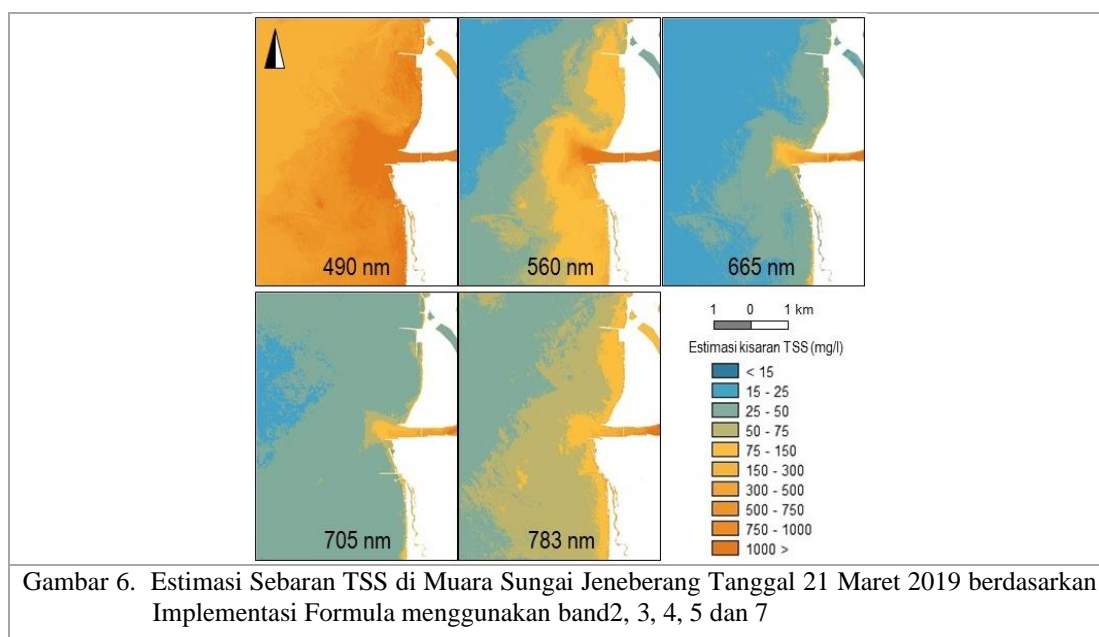 490 nm
560 nm
665 nm
705 nm
783 nm
1 0 1 km
Estimasi kisaran TSS (mg/l)
< 15
15 - 25
25 - 50
50 - 75
75 - 150
150 - 300
300 - 500
500 - 750
750 - 1000
1000 >
Gambar 6. Estimasi Sebaran TSS di Muara Sungai Jeneberang Tanggal 21 Maret 2019 berdasarkan
Implementasi Formula menggunakan band2, 3, 4, 5 dan 7